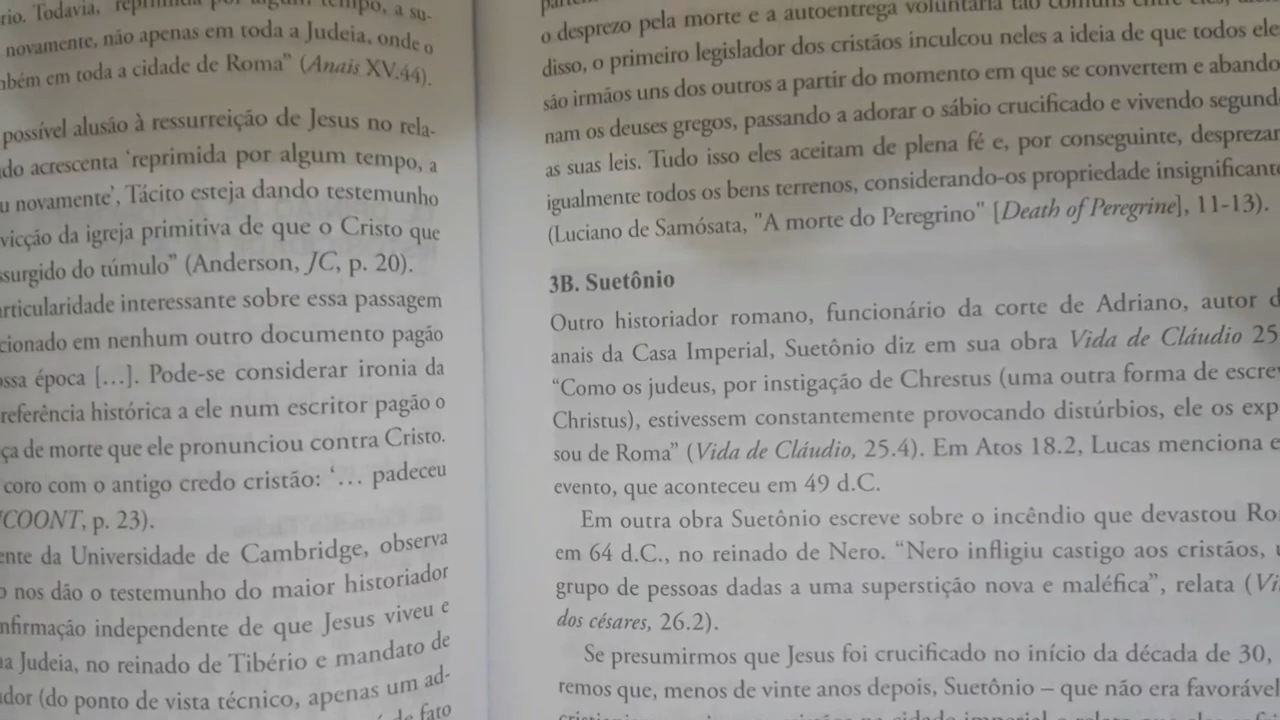 rio. Todavia, 'reprimida por algum tempo, a su-
novamente, não apenas em toda a Judeia, onde o
em toda a cidade de Roma" (Anais XV.44).
possível alusão à ressurreição de Jesus no rela-
acrescenta 'reprimida por algum tempo, a
novamente', Tácito esteja dando testemunho
vicção da igreja primitiva de que o Cristo que
ssurgido do túmulo" (Anderson, JC, p. 20).
rticularidade interessante sobre essa passagem
cionado em nenhum outro documento pagão
ossa época [...]. Pode-se considerar ironia da
referência histórica a ele num escritor pagão o
ça de morte que ele pronunciou contra Cristo.
coro com o antigo credo cristão: '... padeceu
COONT, p. 23).
ente da Universidade de Cambridge, observa
o nos dão o testemunho do maior historiador
nfirmação independente de que Jesus viveu e
na Judeia, no reinado de Tibério e mandato de
ador (do ponto de vista técnico, apenas um ad-
de fato
o desprezo pela morte e a autoentrega voluntária tão comuns entre eles,
disso, o primeiro legislador dos cristãos inculcou neles a ideia de que todos ele
são irmãos uns dos outros a partir do momento em que se convertem e abando
nam os deuses gregos, passando a adorar o sábio crucificado e vivendo segund
as suas leis. Tudo isso eles aceitam de plena fé e, por conseguinte, desprezar
igualmente todos os bens terrenos, considerando-os propriedade insignificante
(Luciano de Samósata, "A morte do Peregrino" [Death of Peregrine], 11-13).
3B. Suetônio
Outro historiador romano, funcionário da corte de Adriano, autor d
anais da Casa Imperial, Suetônio diz em sua obra Vida de Cláudio 25
"Como os judeus, por instigação de Chrestus (uma outra forma de escrev
Christus), estivessem constantemente provocando distúrbios, ele os exp
sou de Roma" (Vida de Cláudio, 25.4). Em Atos 18.2, Lucas menciona e
evento, que aconteceu em 49 d.C.
Em outra obra Suetônio escreve sobre o incêndio que devastou Ro
em 64 d.C., no reinado de Nero. "Nero infligiu castigo aos cristãos, u
grupo de pessoas dadas a uma superstição nova e maléfica", relata (Vi
dos césares, 26.2).
Se presumirmos que Jesus foi crucificado no início da década de 30,
remos que, menos de vinte anos depois, Suetônio – que não era favoráve